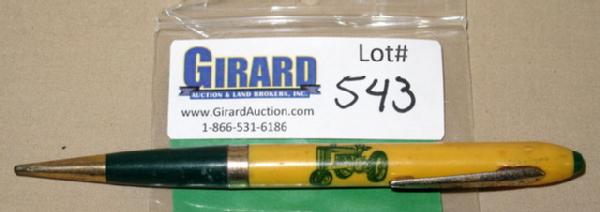 Lot#
GIRARD
AUCTION & LAND BROKERS, INC.
543
www.GirardAuction.com
1-866-531-6186